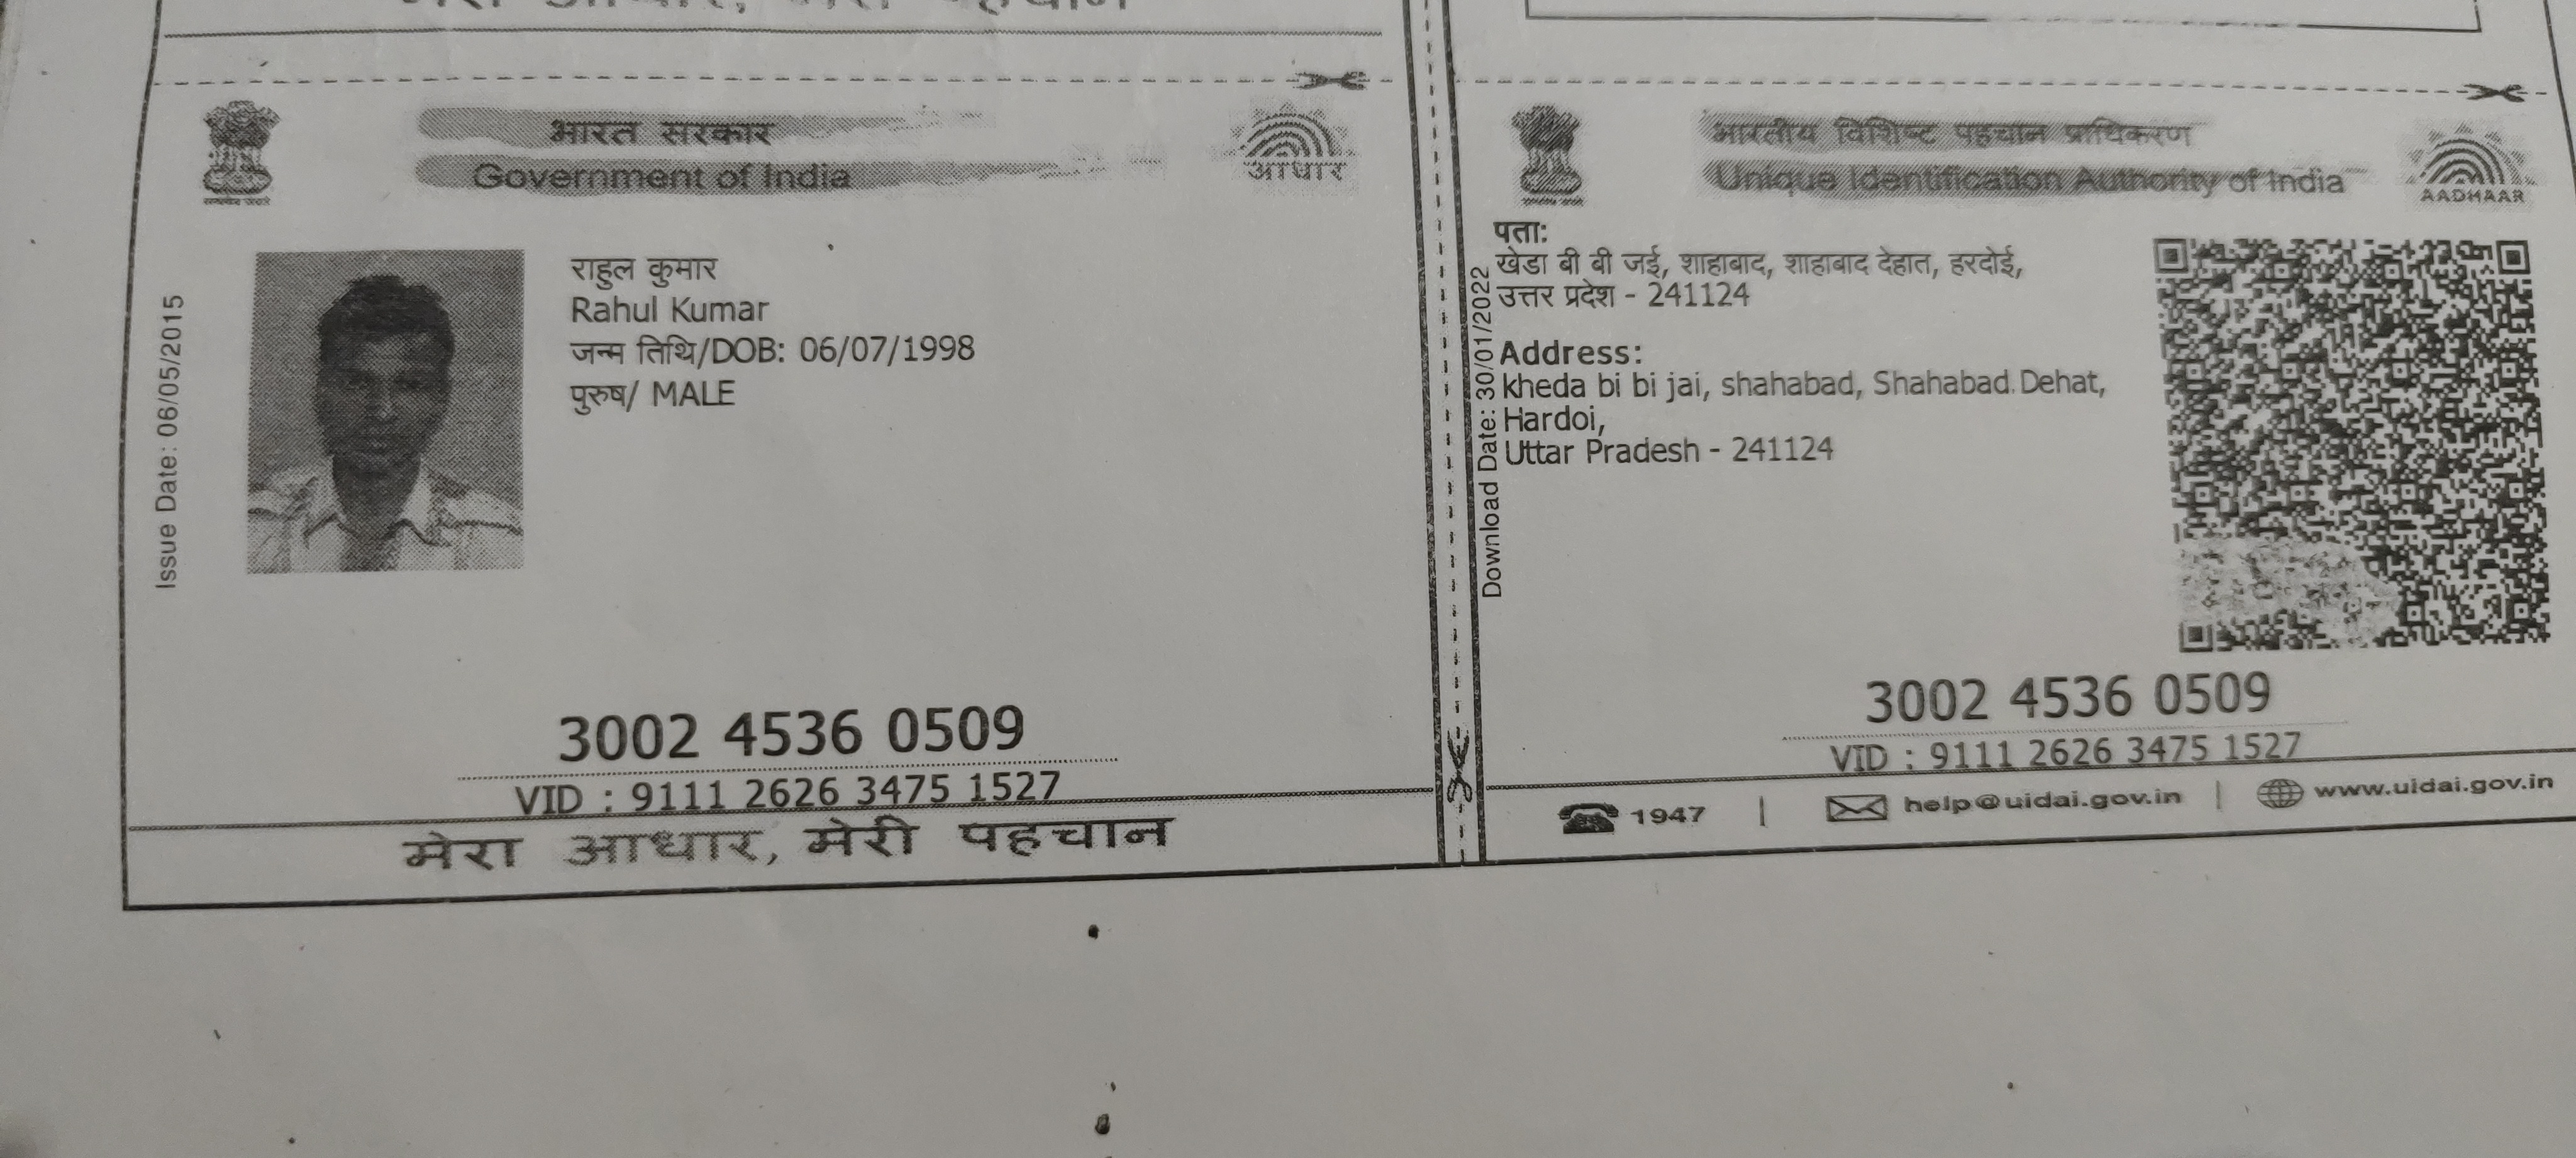 मेरा आधार, मेरी पहचान
भारत सरकार
Government of India
आधार
Issue Date: 06/05/2015
राहुल कुमार
Rahul Kumar
जन्म तिथि/DOB: 06/07/1998
पुरुष/ MALE
3002 4536 0509
VID : 9111 2626 3475 1527
मेरा आधार, मेरी पहचान
भारतीय विशिष्ट पहचान प्राधिकरण
Unique Identification Authority of India
AADHAAR
Download Date: 30/01/2022
पता:
खेडा बी बी जई, शाहाबाद, शाहाबाद देहात, हरदोई,
उत्तर प्रदेश - 241124
Address:
kheda bi bi jai, shahabad, Shahabad Dehat,
Hardoi,
Uttar Pradesh - 241124
3002 4536 0509
VID : 9111 2626 3475 1527
1947 | help@uidai.gov.in | www.uidai.gov.in